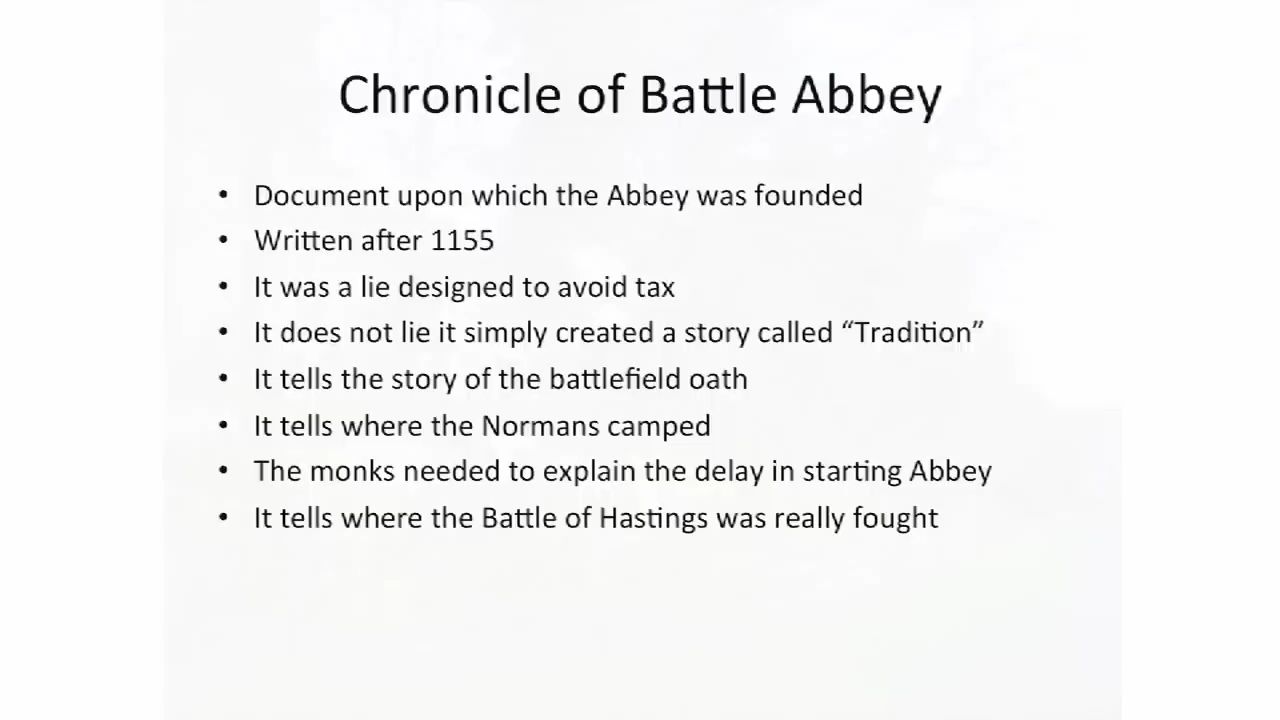 Chronicle of Battle Abbey
• Document upon which the Abbey was founded
• Written after 1155
• It was a lie designed to avoid tax
• It does not lie it simply created a story called “Tradition”
• It tells the story of the battlefield oath
• It tells where the Normans camped
• The monks needed to explain the delay in starting Abbey
• It tells where the Battle of Hastings was really fought